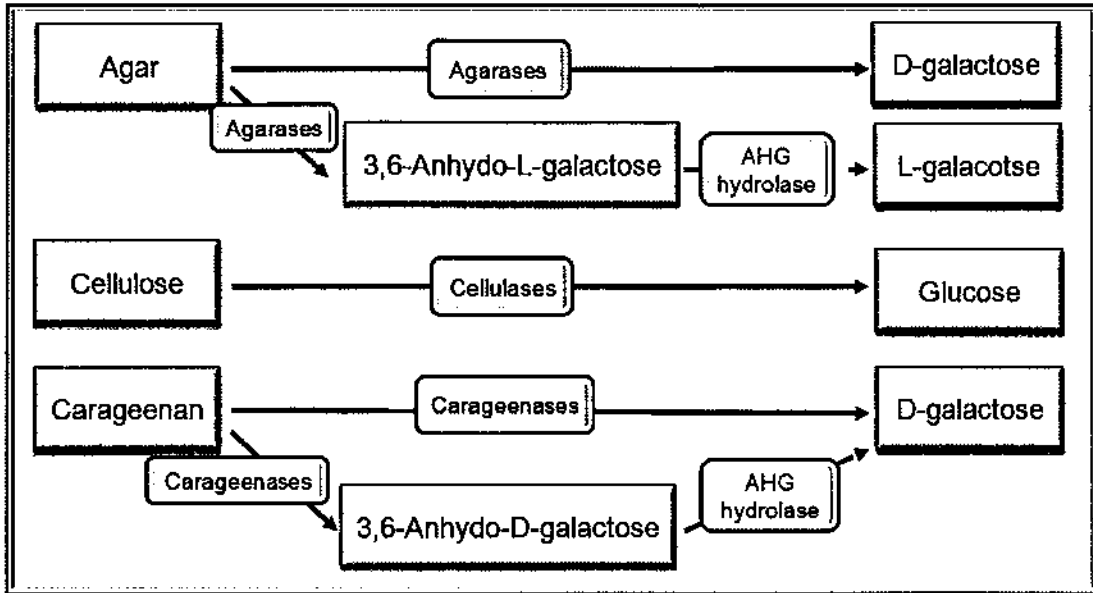 Agar
Agarases
D-galactose
Agarases
3,6-Anhydo-L-galactose
AHG
hydrolase
L-galacotse
Cellulose
Cellulases
Glucose
Carageenan
Carageenases
D-galactose
Carageenases
3,6-Anhydo-D-galactose
AHG
hydrolase